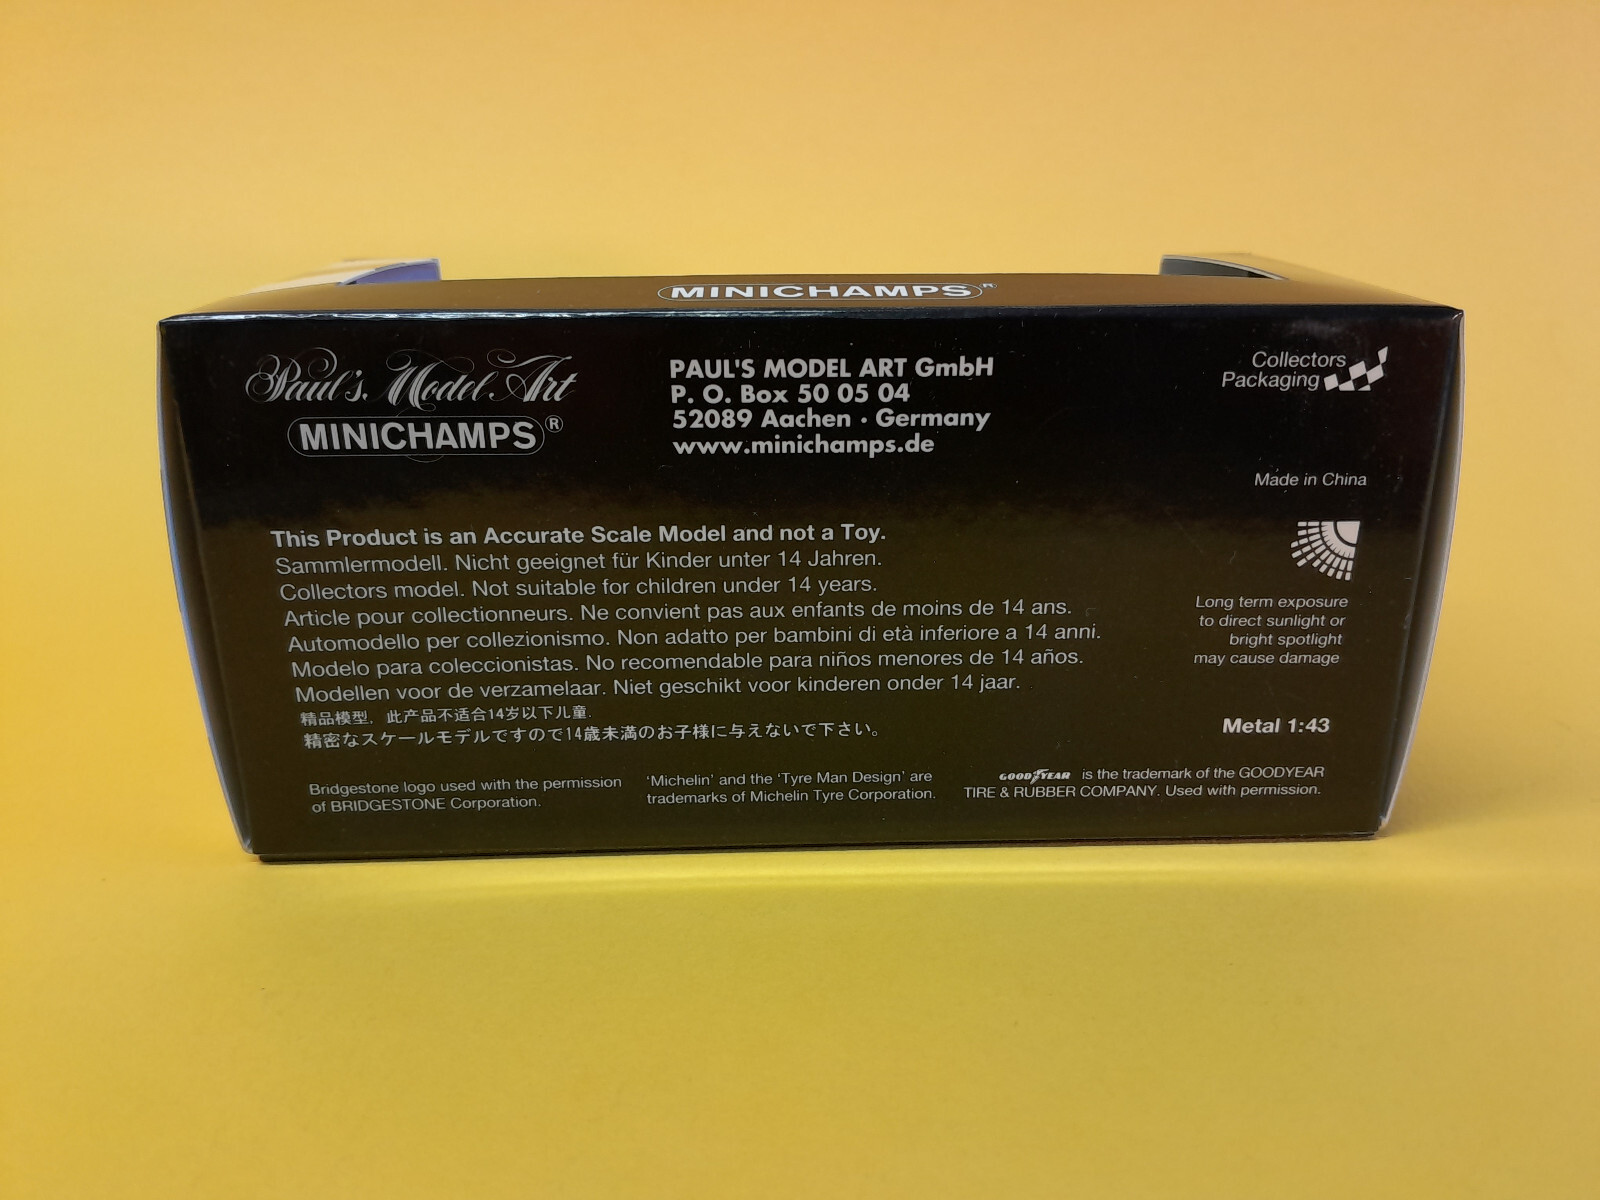 MINICHAMPS®
Paul's Model Art
MINICHAMPS®
PAUL'S MODEL ART GmbH
P. O. Box 50 05 04
52089 Aachen · Germany
www.minichamps.de
Collectors
Packaging
Made in China
This Product is an Accurate Scale Model and not a Toy.
Sammlermodell. Nicht geeignet für Kinder unter 14 Jahren.
Collectors model. Not suitable for children under 14 years.
Article pour collectionneurs. Ne convient pas aux enfants de moins de 14 ans.
Automodello per collezionismo. Non adatto per bambini di età inferiore a 14 anni.
Modelo para coleccionistas. No recomendable para niños menores de 14 años.
Modellen voor de verzamelaar. Niet geschikt voor kinderen onder 14 jaar.
精品模型, 此产品不适合14岁以下儿童.
精密なスケールモデルですので14歳未満のお子様に与えないで下さい。
Long term exposure
to direct sunlight or
bright spotlight
may cause damage
Metal 1:43
Bridgestone logo used with the permission
of BRIDGESTONE Corporation.
'Michelin' and the 'Tyre Man Design' are
trademarks of Michelin Tyre Corporation.
GOODYEAR is the trademark of the GOODYEAR
TIRE & RUBBER COMPANY. Used with permission.